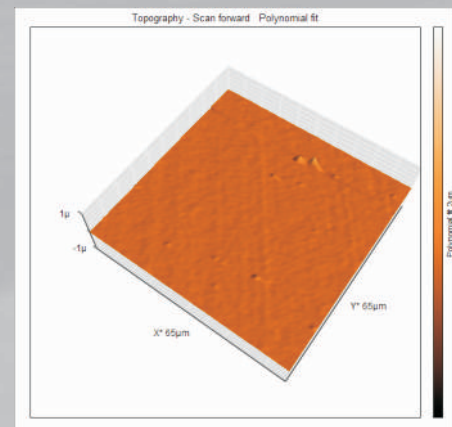 Topography - Scan forward Polynomial fit
1µ
-1µ
X* 65µm
Y* 65µm